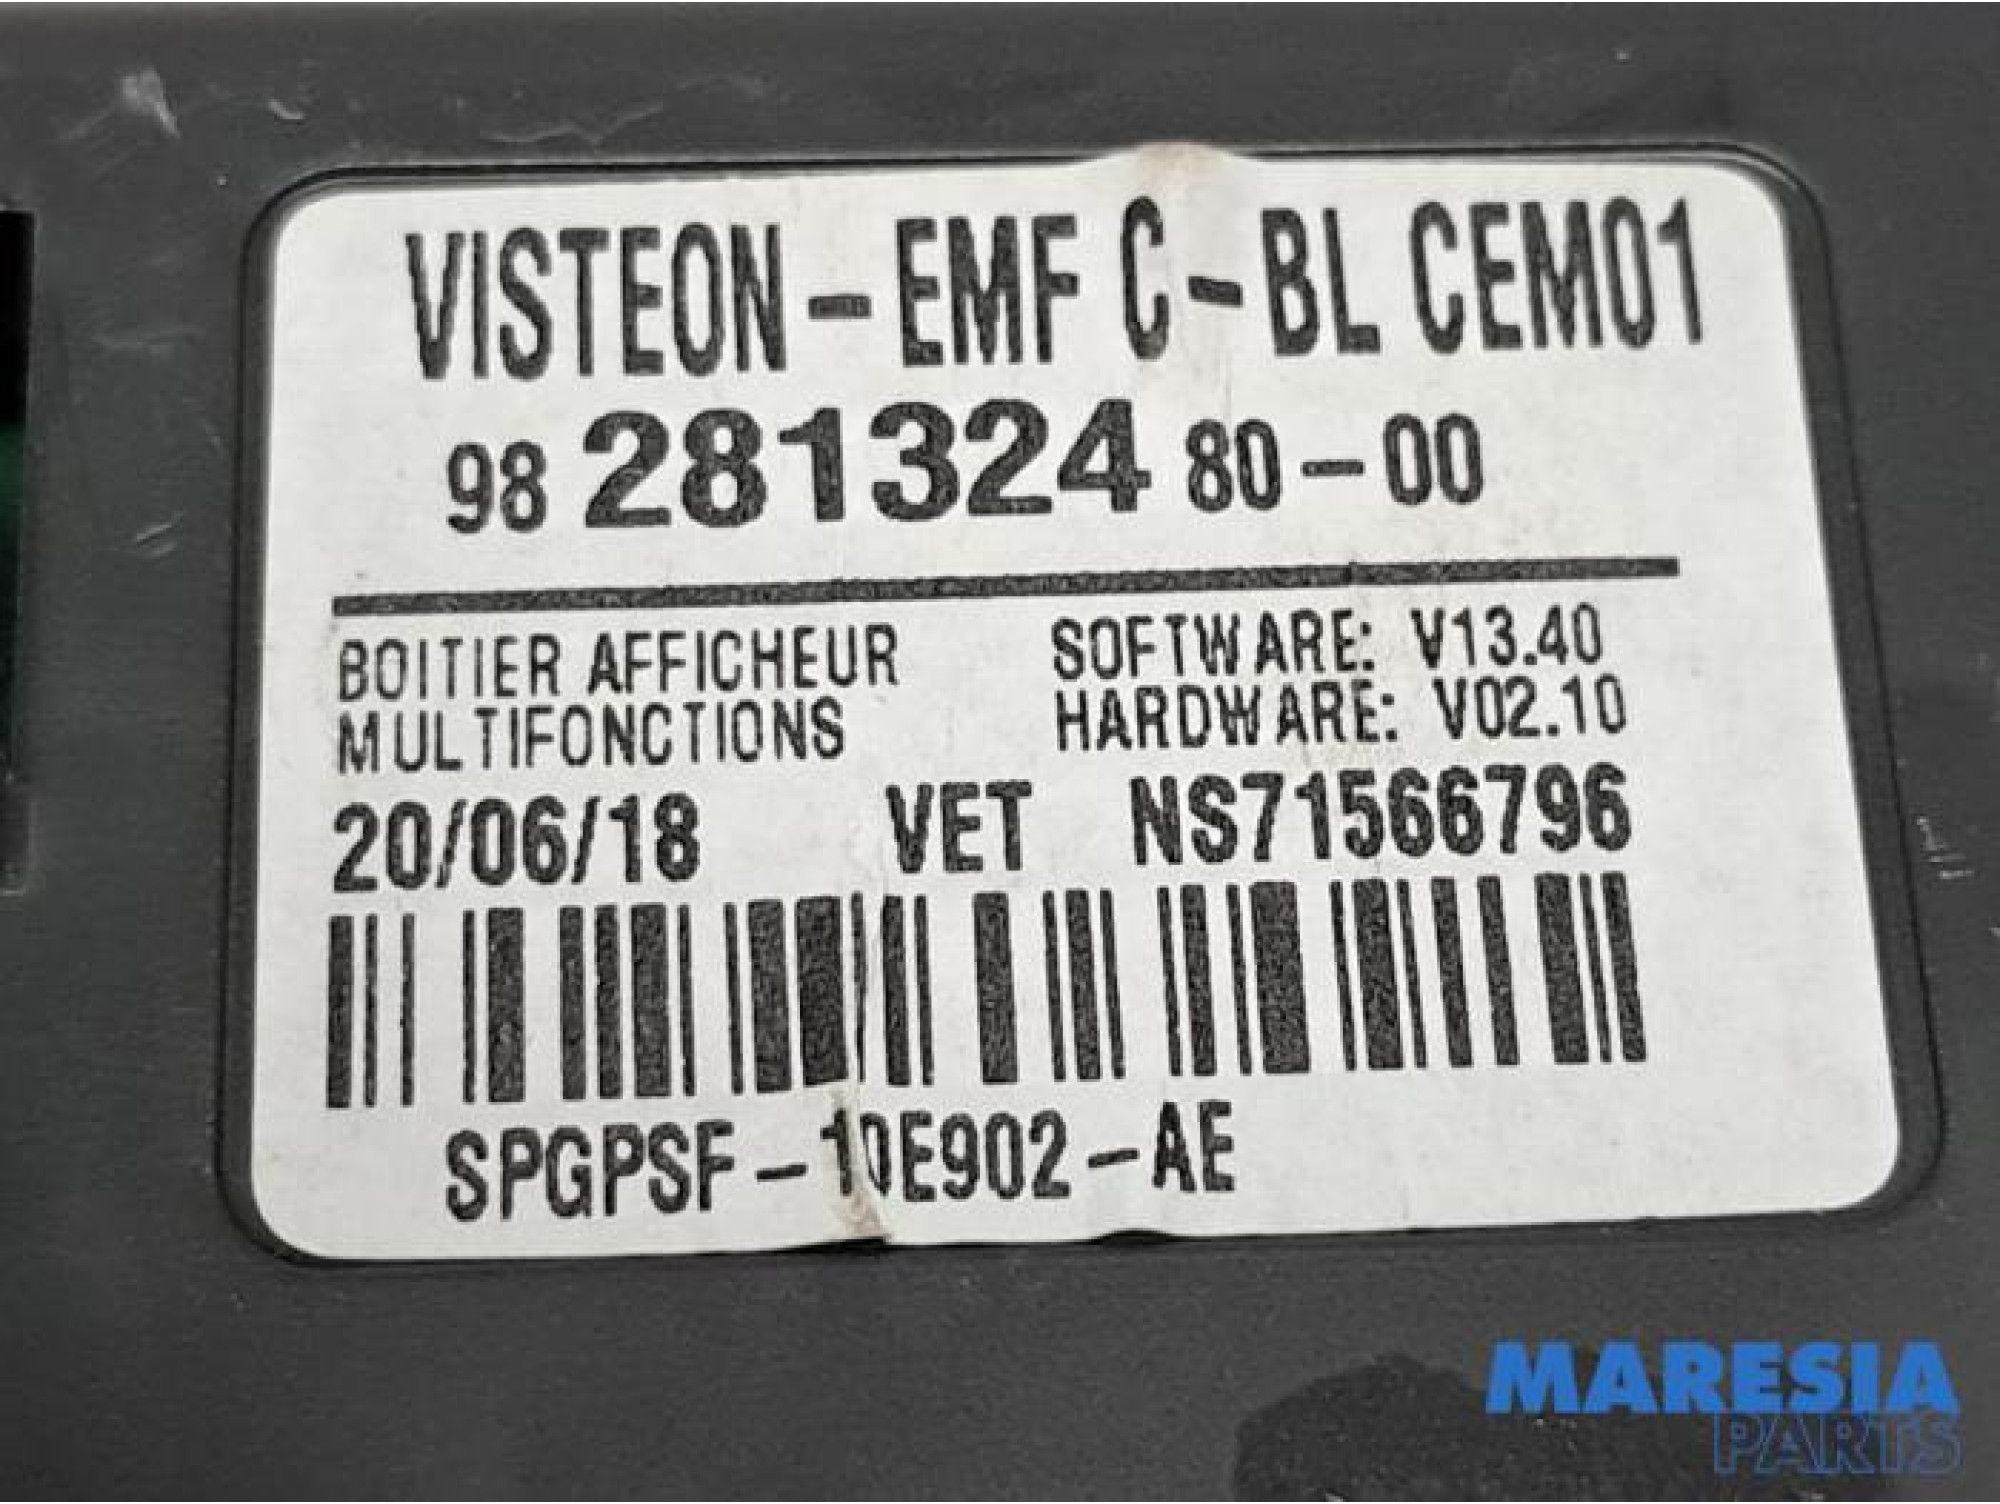 VISTEON-EMF C-BL CEM01
98 281324 80-00
BOITIER AFFICHEUR SOFTWARE: V13.40
MULTIFONCTIONS HARDWARE: V02.10
20/06/18 VET NS71566796
SPGPSF-10E902-AE
MARESIA
PARTS